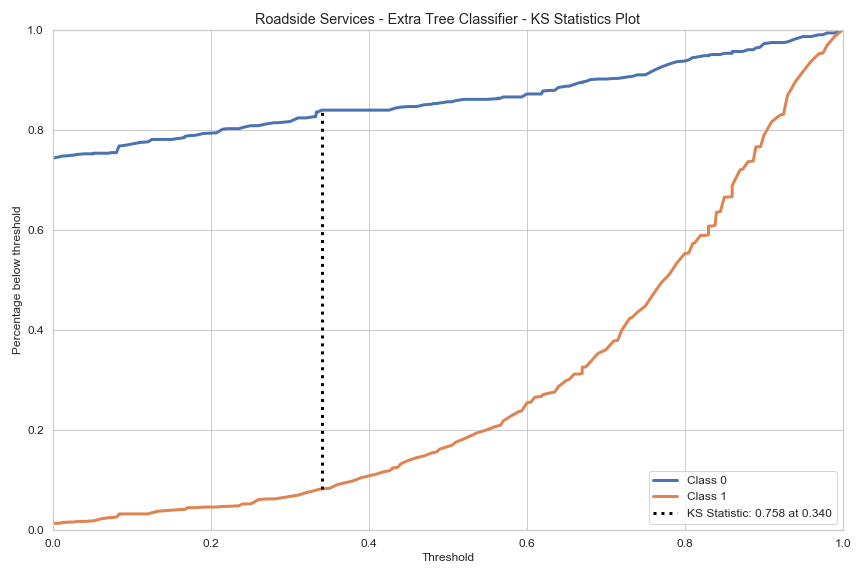 Roadside Services - Extra Tree Classifier - KS Statistics Plot
1.0
0.8
0.6
0.4
0.2
0.0
Percentage below threshold
0.0 0.2 0.4 0.6 0.8 1.0
Threshold
Class 0
Class 1
KS Statistic: 0.758 at 0.340